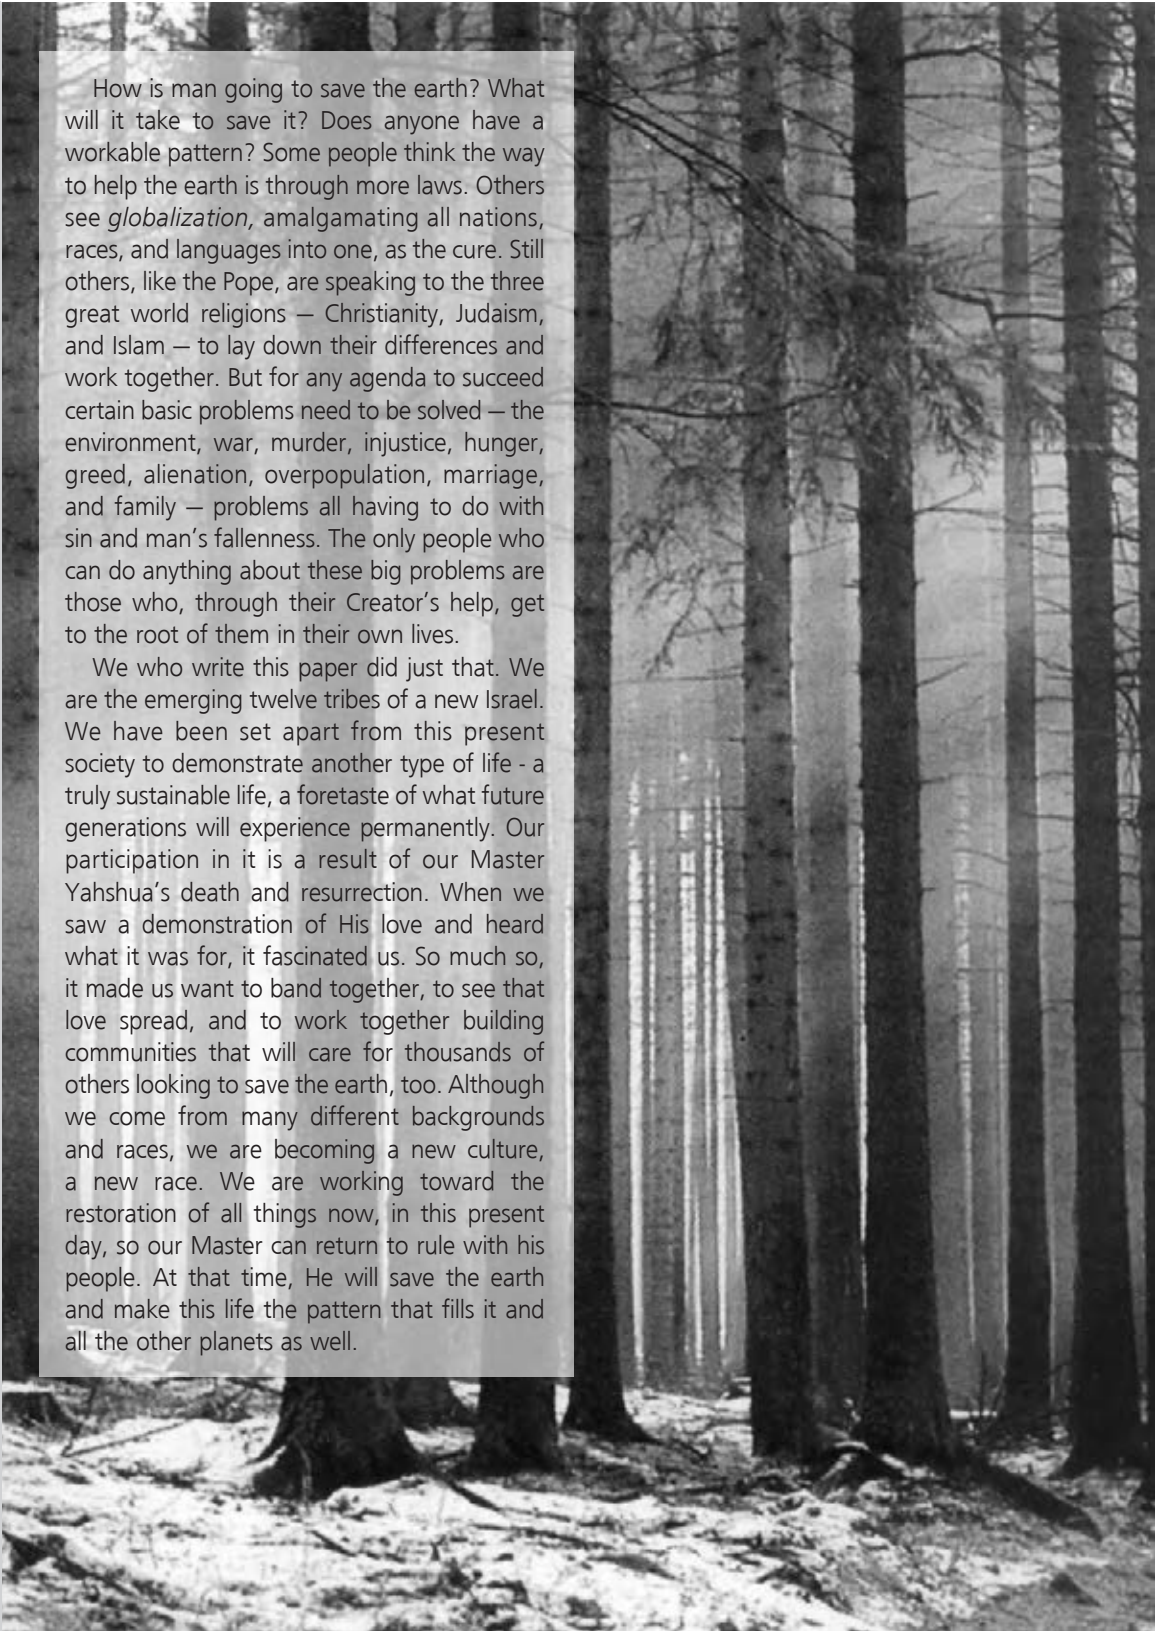 How is man going to save the earth? What
will it take to save it? Does anyone have a
workable pattern? Some people think the way
to help the earth is through more laws. Others
see globalization, amalgamating all nations,
races, and languages into one, as the cure. Still
others, like the Pope, are speaking to the three
great world religions — Christianity, Judaism,
and Islam — to lay down their differences and
work together. But for any agenda to succeed
certain basic problems need to be solved — the
environment, war, murder, injustice, hunger,
greed, alienation, overpopulation, marriage,
and family — problems all having to do with
sin and man’s fallenness. The only people who
can do anything about these big problems are
those who, through their Creator’s help, get
to the root of them in their own lives.
We who write this paper did just that. We
are the emerging twelve tribes of a new Israel.
We have been set apart from this present
society to demonstrate another type of life - a
truly sustainable life, a foretaste of what future
generations will experience permanently. Our
participation in it is a result of our Master
Yahshua’s death and resurrection. When we
saw a demonstration of His love and heard
what it was for, it fascinated us. So much so,
it made us want to band together, to see that
love spread, and to work together building
communities that will care for thousands of
others looking to save the earth, too. Although
we come from many different backgrounds
and races, we are becoming a new culture,
a new race. We are working toward the
restoration of all things now, in this present
day, so our Master can return to rule with his
people. At that time, He will save the earth
and make this life the pattern that fills it and
all the other planets as well.